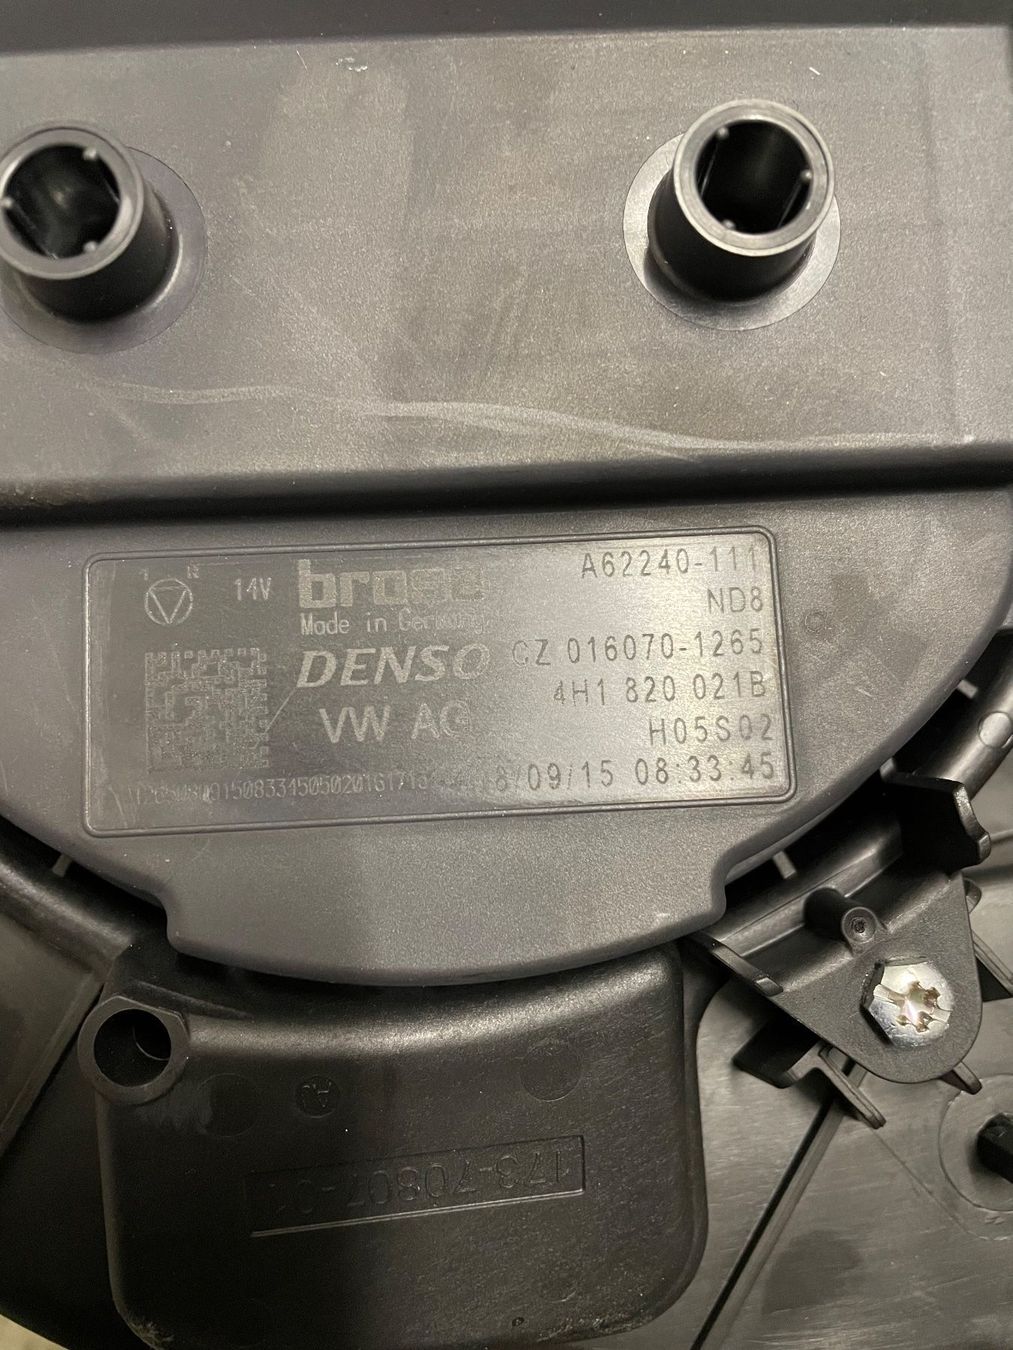 14V
brose
Made in Germany
DENSO
VW AG
A62240-111
ND8
CZ 016070-1265
4H1 820 021B
H05S02
8/09/15 08:33:45